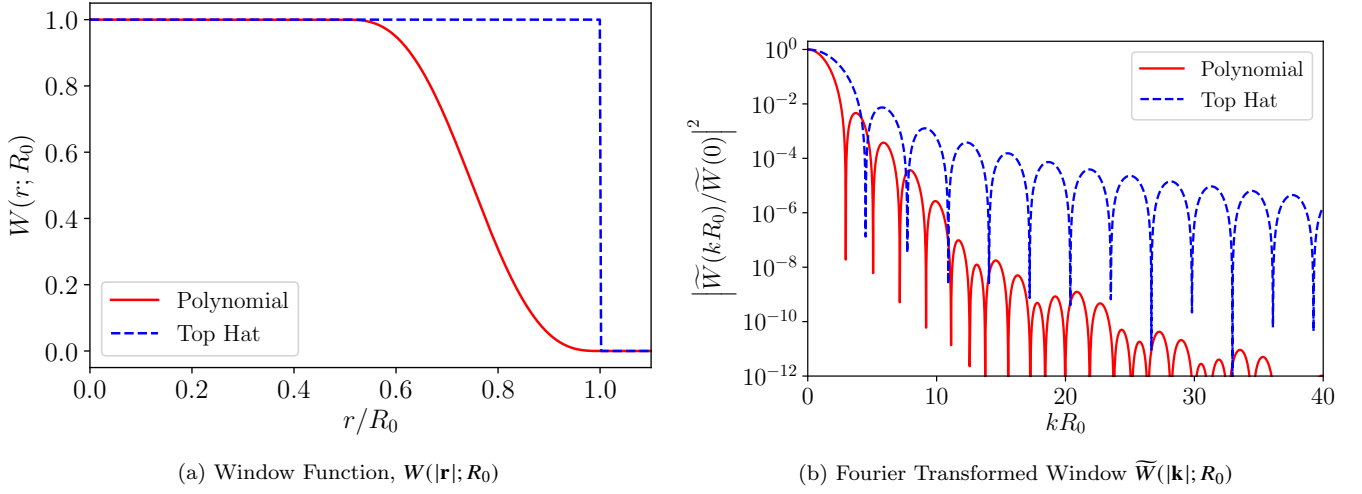 1.0
0.8
0.6
0.4
0.2
0.0
W(r; R₀)
Polynomial
Top Hat
0.0 0.2 0.4 0.6 0.8 1.0
r/R₀
(a) Window Function, W(|r|; R₀)
10⁰
10⁻²
10⁻⁴
10⁻⁶
10⁻⁸
10⁻¹⁰
10⁻¹²
|W̃(kR₀)/W̃(0)|²
Polynomial
Top Hat
0 10 20 30 40
kR₀
(b) Fourier Transformed Window W̃(|k|; R₀)